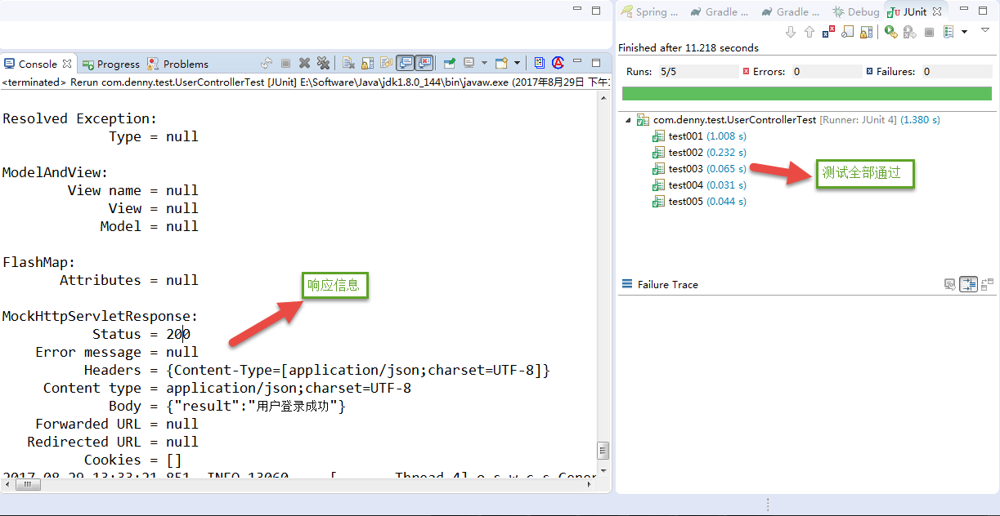 Console
Progress
Problems
<terminated> Rerun com.denny.test.UserControllerTest [JUnit] E:\Software\Java\jdk1.8.0_144\bin\javaw.exe (2017年8月29日 下午1
Resolved Exception:
Type = null
ModelAndView:
View name = null
View = null
Model = null
FlashMap:
Attributes = null
响应信息
MockHttpServletResponse:
Status = 200
Error message = null
Headers = {Content-Type=[application/json;charset=UTF-8]}
Content type = application/json;charset=UTF-8
Body = {"result":"用户登录成功"}
Forwarded URL = null
Redirected URL = null
Cookies = []
2017-08-29 13:33:21.851 INFO 13060 [ Thread-4] o.s.w.c.s.Gener
Spring ...
Gradle ...
Gradle ...
Debug
JUnit
Finished after 11.218 seconds
Runs: 5/5 Errors: 0 Failures: 0
com.denny.test.UserControllerTest [Runner: JUnit 4] (1.380 s)
test001 (1.008 s)
test002 (0.232 s)
test003 (0.065 s)
测试全部通过
test004 (0.031 s)
test005 (0.044 s)
Failure Trace